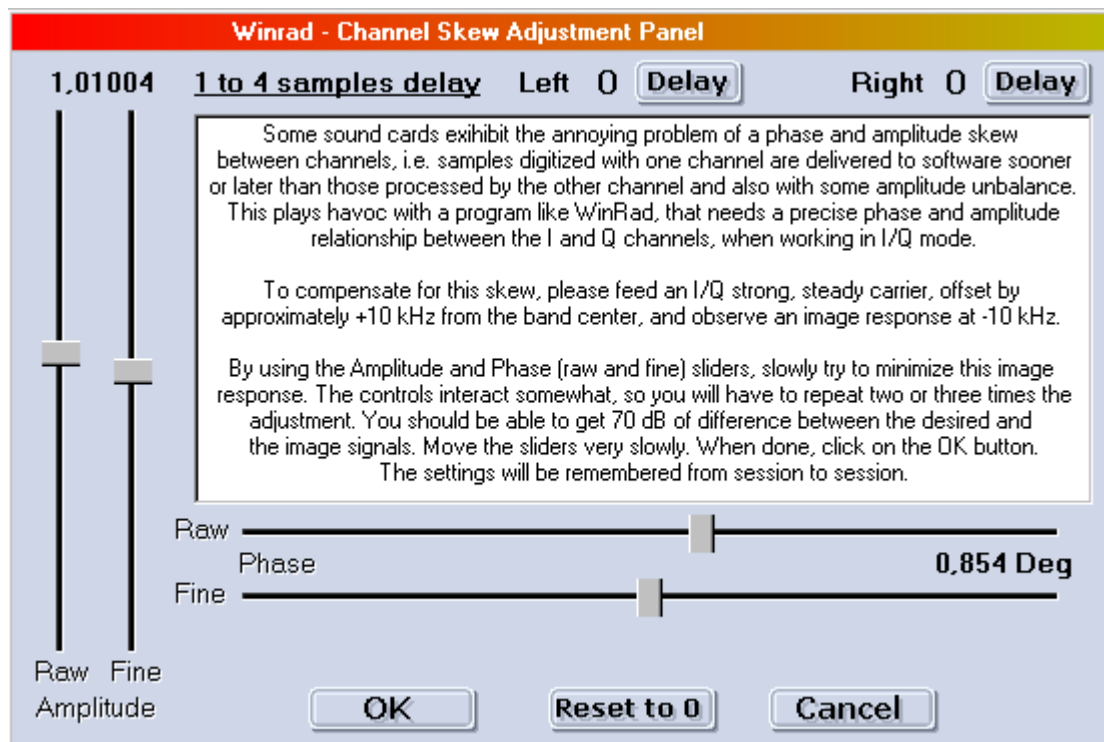 Winrad - Channel Skew Adjustment Panel
1,01004 1 to 4 samples delay Left 0 Delay Right 0 Delay
Some sound cards exihibit the annoying problem of a phase and amplitude skew
between channels, i.e. samples digitized with one channel are delivered to software sooner
or later than those processed by the other channel and also with some amplitude unbalance.
This plays havoc with a program like WinRad, that needs a precise phase and amplitude
relationship between the I and Q channels, when working in I/Q mode.
To compensate for this skew, please feed an I/Q strong, steady carrier, offset by
approximately +10 kHz from the band center, and observe an image response at -10 kHz.
By using the Amplitude and Phase (raw and fine) sliders, slowly try to minimize this image
response. The controls interact somewhat, so you will have to repeat two or three times the
adjustment. You should be able to get 70 dB of difference between the desired and
the image signals. Move the sliders very slowly. When done, click on the OK button.
The settings will be remembered from session to session.
Raw
Phase 0,854 Deg
Fine
Raw Fine
Amplitude OK Reset to 0 Cancel